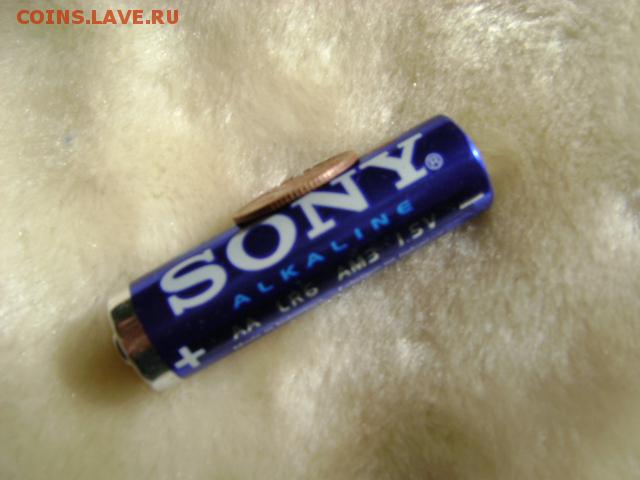 COINS.LAVE.RU
SONY®
ALKALINE
AA LR6 AM3 1.5V
+ −